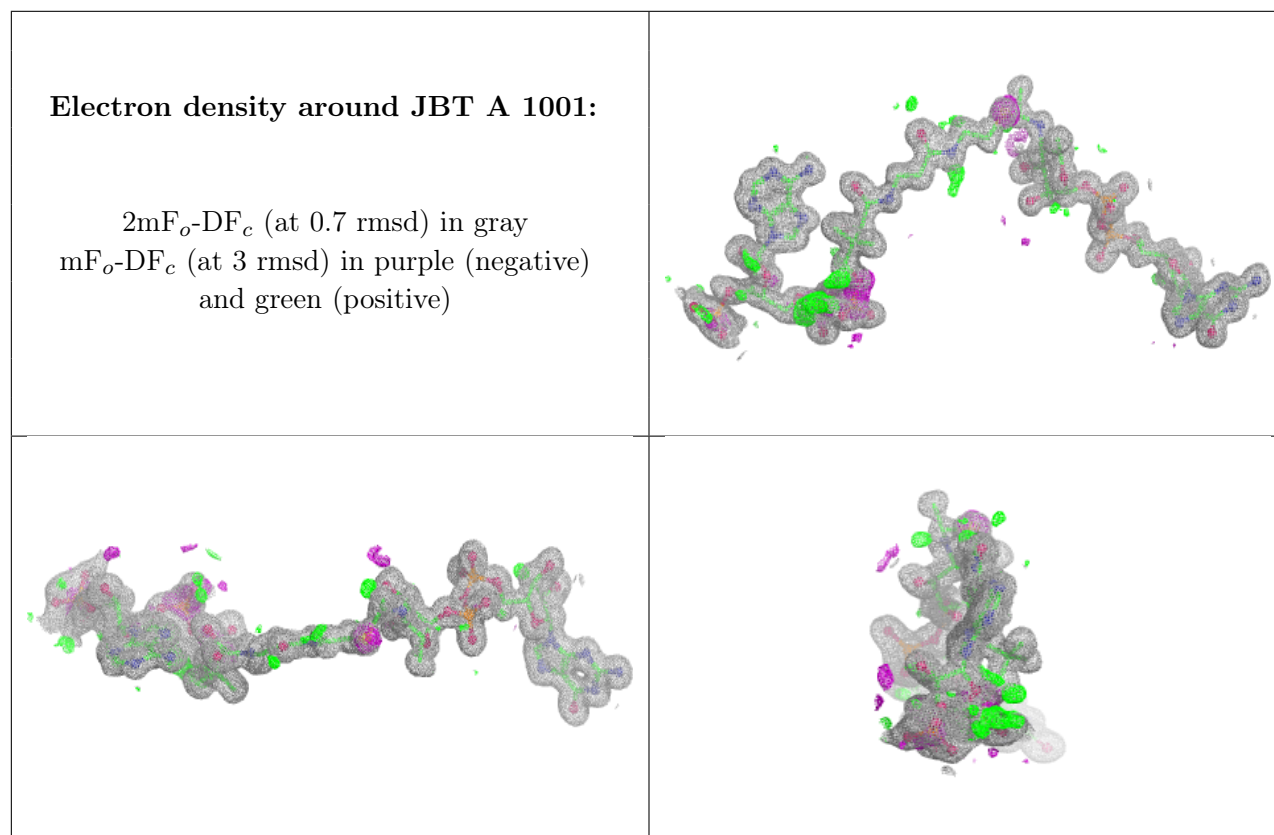 Electron density around JBT A 1001:
2mFo-DFc (at 0.7 rmsd) in gray
mFo-DFc (at 3 rmsd) in purple (negative)
and green (positive)